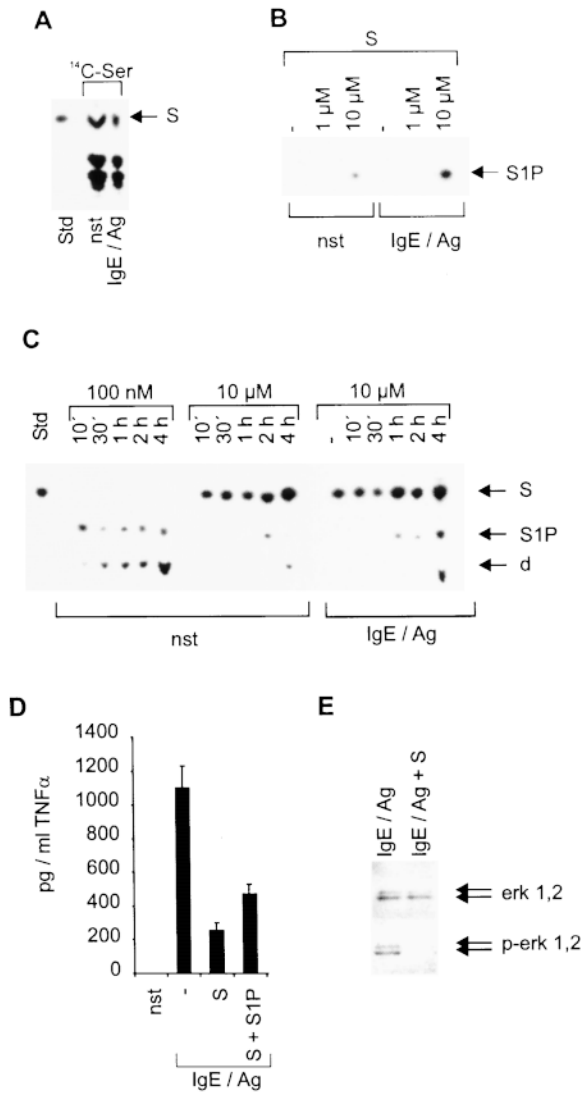 A
¹⁴C-Ser
S
Std
nst
IgE / Ag
B
S
-
1 µM
10 µM
-
1 µM
10 µM
S1P
nst
IgE / Ag
C
100 nM
10 µM
10 µM
Std
10´
30´
1 h
2 h
4 h
10´
30´
1 h
2 h
4 h
-
10´
30´
1 h
2 h
4 h
S
S1P
d
nst
IgE / Ag
D
pg / ml TNFα
1400
1200
1000
800
600
400
200
0
nst
-
S
S + S1P
IgE / Ag
E
IgE / Ag
IgE / Ag + S
erk 1,2
p-erk 1,2